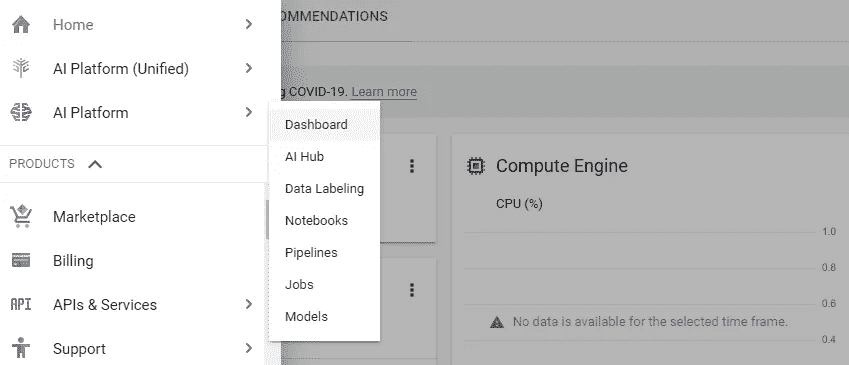 Home
AI Platform (Unified)
AI Platform
PRODUCTS
Marketplace
Billing
API APIs & Services
Support
Dashboard
AI Hub
Data Labeling
Notebooks
Pipelines
Jobs
Models
OMMENDATIONS
g COVID-19. Learn more
Compute Engine
CPU (%)
1.0
0.8
0.6
No data is available for the selected time frame.
0.4